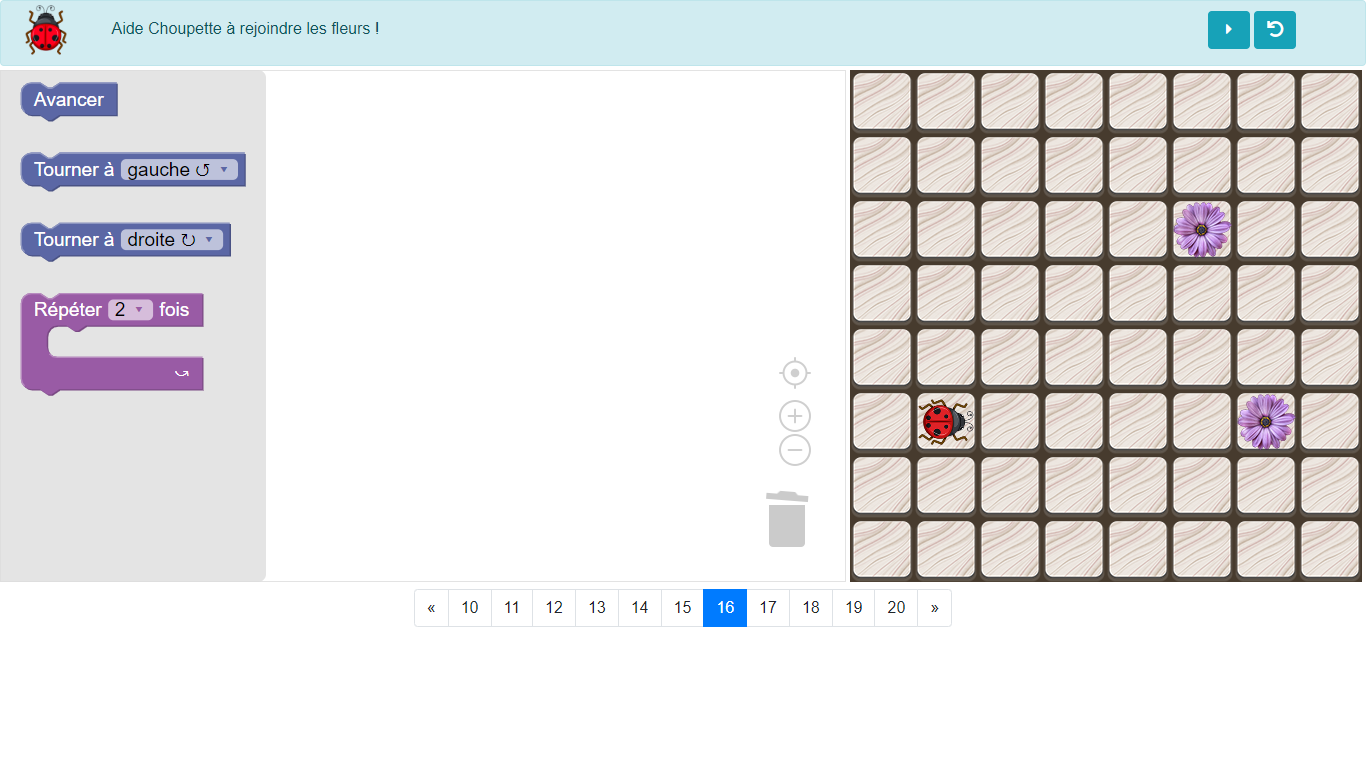 Aide Choupette à rejoindre les fleurs !
Avancer
Tourner à gauche ↺ ▾
Tourner à droite ↻ ▾
Répéter 2 ▾ fois
« 10 11 12 13 14 15 16 17 18 19 20 »